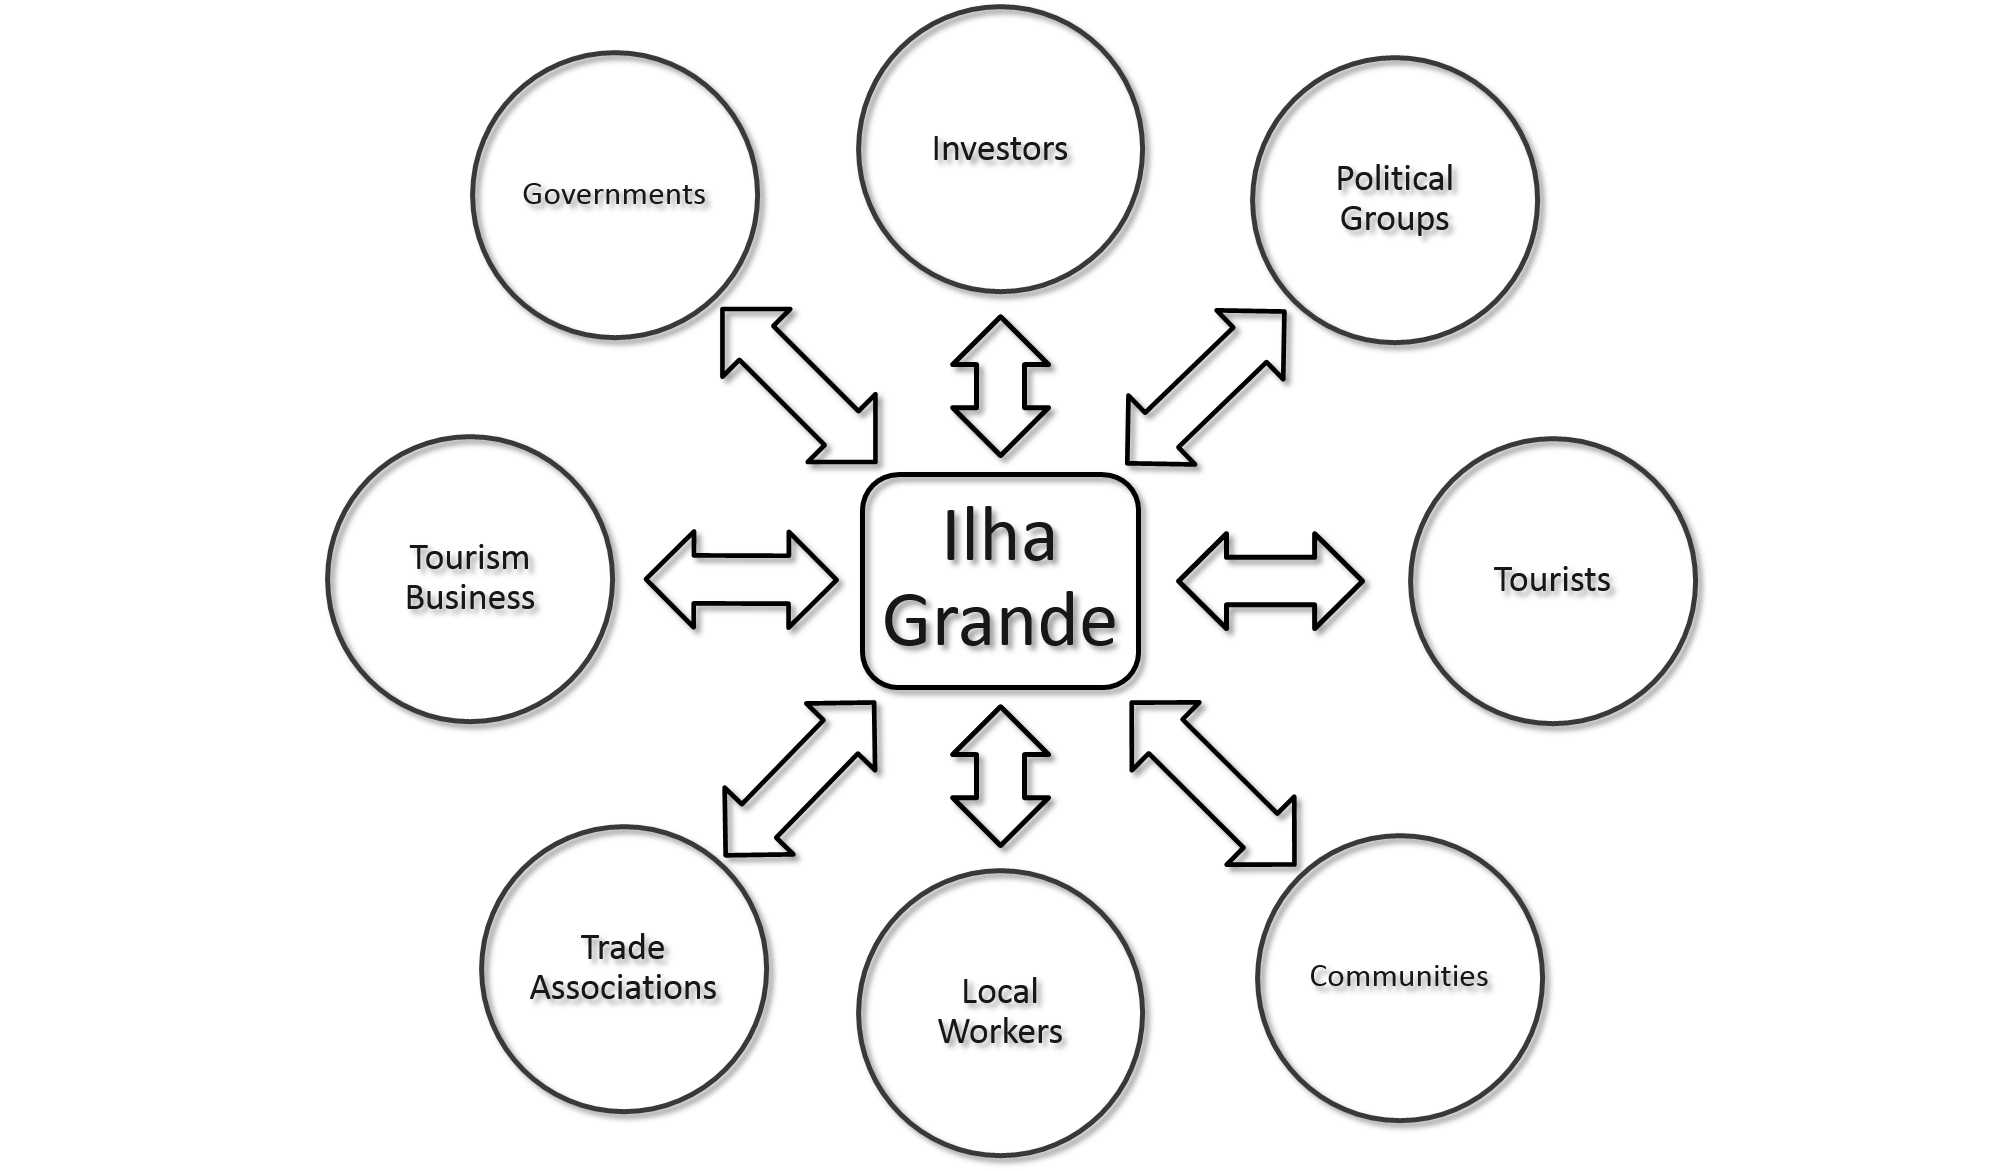 Investors
Governments
Political
Groups
Ilha
Grande
Tourism
Business
Tourists
Trade
Associations
Local
Workers
Communities